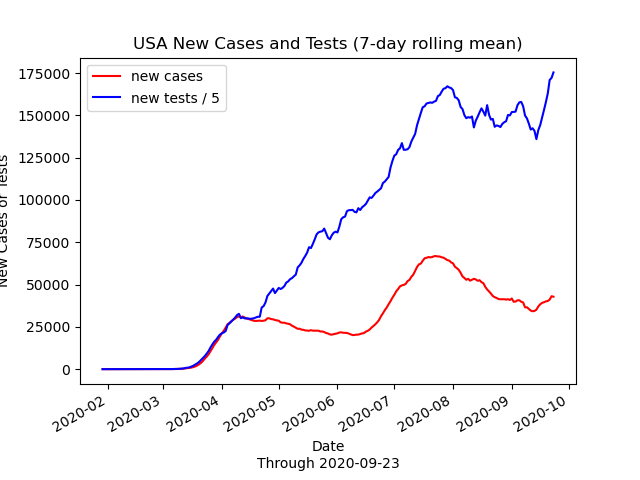 USA New Cases and Tests (7-day rolling mean)
new cases
new tests / 5
175000
150000
125000
100000
75000
50000
25000
0
New Cases or Tests
2020-02
2020-03
2020-04
2020-05
2020-06
2020-07
2020-08
2020-09
2020-10
Date
Through 2020-09-23